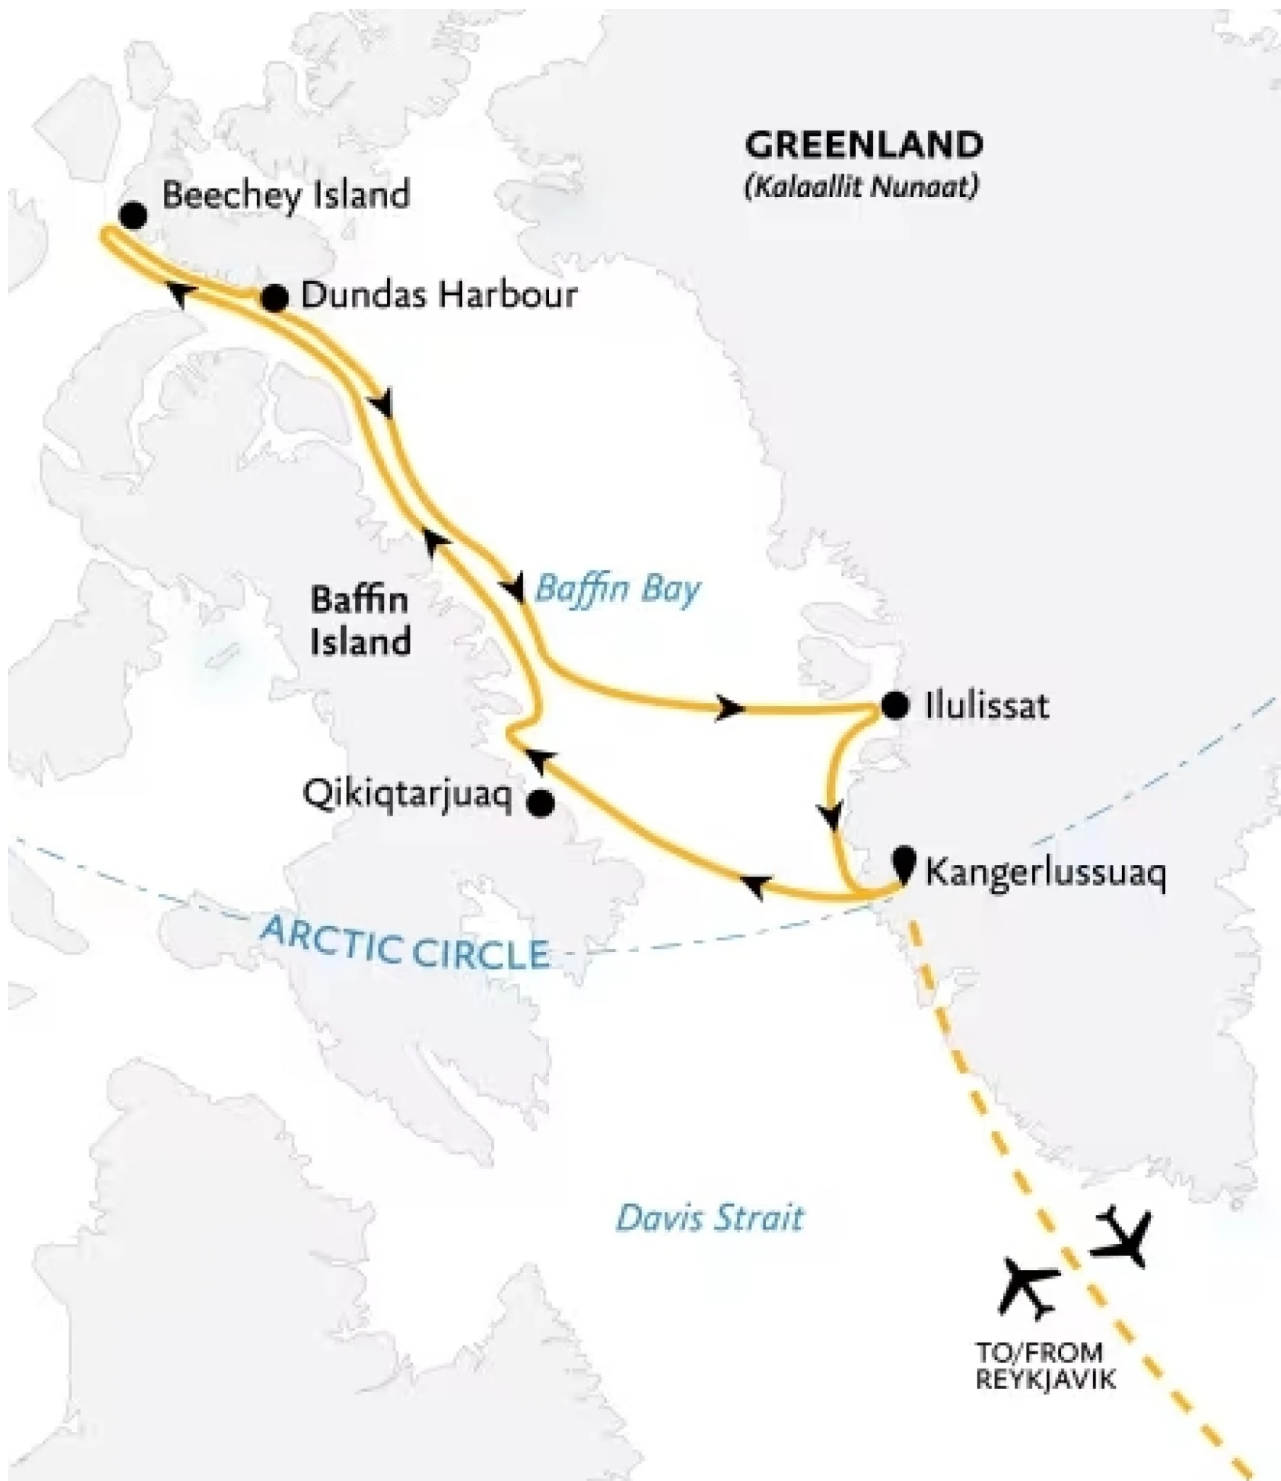 GREENLAND
(Kalaallit Nunaat)
Beechey Island
Dundas Harbour
Baffin Bay
Baffin
Island
Ilulissat
Qikiqtarjuaq
Kangerlussuaq
ARCTIC CIRCLE
Davis Strait
TO/FROM
REYKJAVIK